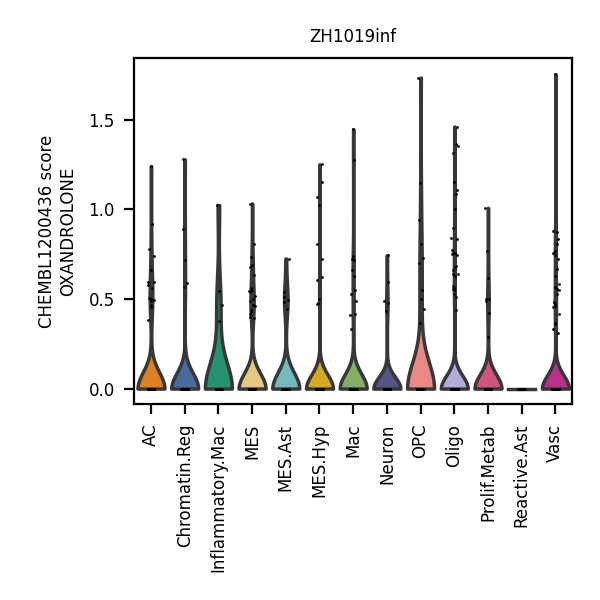 ZH1019inf
CHEMBL1200436 score
OXANDROLONE
1.5
1.0
0.5
0.0
AC
Chromatin.Reg
Inflammatory.Mac
MES
MES.Ast
MES.Hyp
Mac
Neuron
OPC
Oligo
Prolif.Metab
Reactive.Ast
Vasc